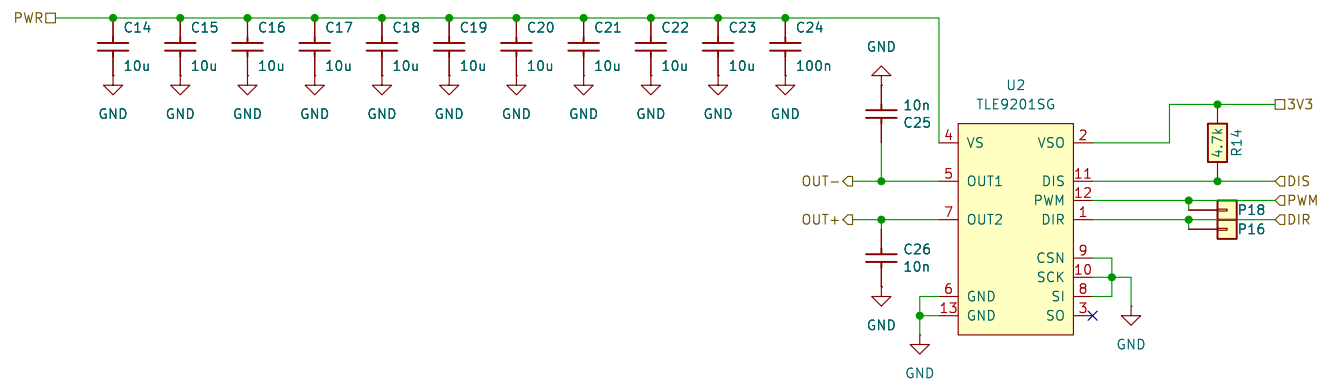 PWR
C14 C15 C16 C17 C18 C19 C20 C21 C22 C23 C24
10u 10u 10u 10u 10u 10u 10u 10u 10u 10u 100n
GND GND GND GND GND GND GND GND GND GND GND
GND
10n
C25
U2
TLE9201SG
3V3
4.7k
R14
4 VS VSO 2
OUT- 5 OUT1 DIS 11 DIS
PWM 12 PWM
P18
OUT+ 7 OUT2 DIR 1 DIR
P16
C26
10n
GND
CSN 9
SCK 10
6 GND SI 8
13 GND SO 3
GND
GND